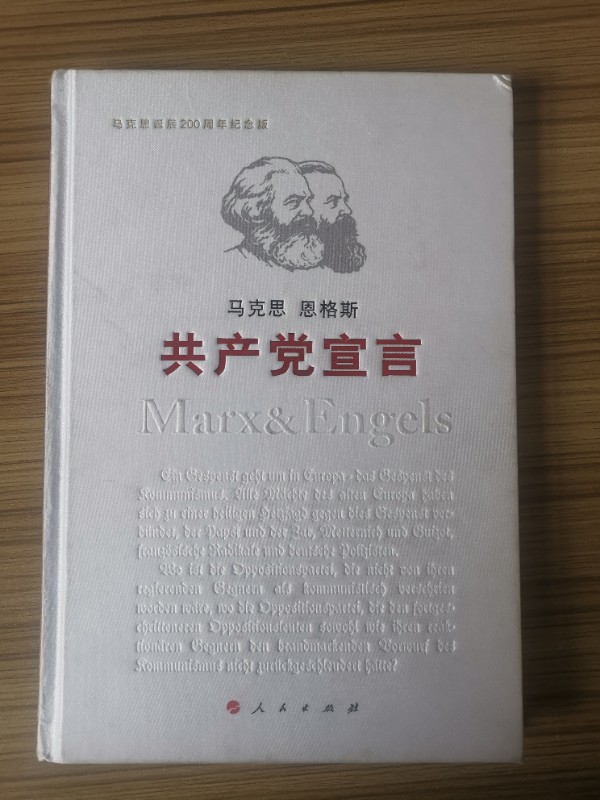 马克思诞辰200周年纪念版
马克思 恩格斯
共产党宣言
Marx & Engels
Ein Gespenst geht um in Europa - das Gespenst des
Kommunismus. Alle Mächte des alten Europa haben
sich zu einer heiligen Hetzjagd gegen dies Gespenst ver-
bündet, der Papst und der Zar, Metternich und Guizot,
französische Radikale und deutsche Polizisten.
Wo ist die Oppositionspartei, die nicht von ihren
regierenden Gegnern als kommunistisch verschrien
worden wäre, wo die Oppositionspartei, die den fortges-
chritteneren Oppositionsleuten sowohl wie ihren reak-
tionären Gegnern den brandmarkenden Vorwurf des
Kommunismus nicht zurückgeschleudert hätte?
人民出版社